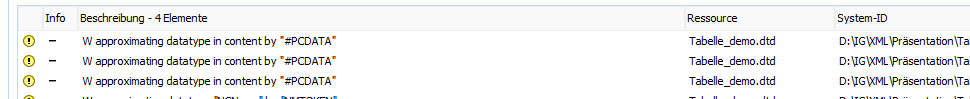 Info Beschreibung - 4 Elemente Ressource System-ID
W approximating datatype in content by "#PCDATA" Tabelle_demo.dtd D:\IG\XML\Präsentation\Ta
W approximating datatype in content by "#PCDATA" Tabelle_demo.dtd D:\IG\XML\Präsentation\Tab
W approximating datatype in content by "#PCDATA" Tabelle_demo.dtd D:\IG\XML\Präsentation\Tab